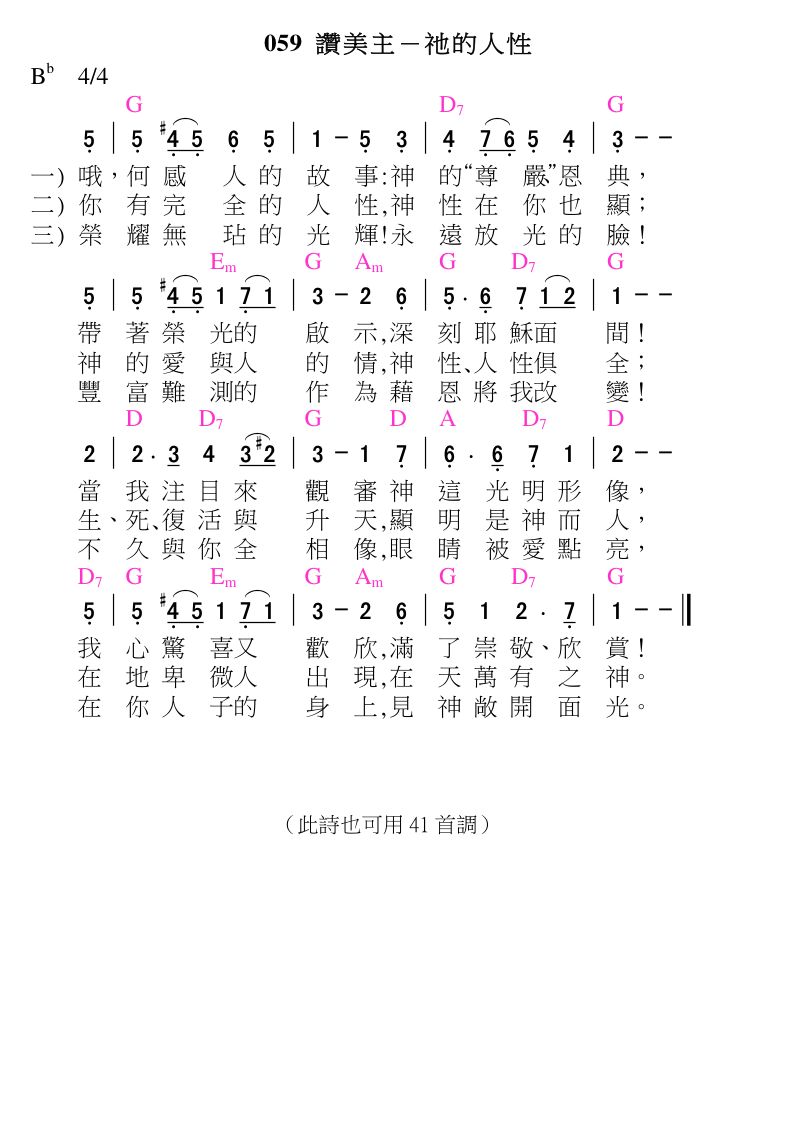 059 讚美主－祂的人性
B♭ 4/4
G D7 G
5 | 5 #4 5 6 5 | 1 – 5 3 | 4 7 6 5 4 | 3 – –
一) 哦，何感 人的故 事:神 的“尊 嚴”恩 典，
二) 你 有完 全的人 性,神 性在 你也 顯；
三) 榮 耀無 玷的光 輝!永 遠放 光的 臉！
Em G Am G D7 G
5 | 5 #4 5 1 7 1 | 3 – 2 6 | 5 · 6 7 1 2 | 1 – –
帶 著榮 光的 啟 示,深 刻耶 穌面 間！
神 的愛 與人 的 情,神 性、人 性俱 全；
豐 富難 測的 作 為藉 恩將 我改 變！
D D7 G D A D7 D
2 | 2 · 3 4 3 #2 | 3 – 1 7 | 6 · 6 7 1 | 2 – –
當 我注目來 觀 審神 這 光明形 像，
生、死、復活與 升 天,顯 明 是神而 人，
不 久與你全 相 像,眼 睛 被愛點 亮，
D7 G Em G Am G D7 G
5 | 5 #4 5 1 7 1 | 3 – 2 6 | 5 1 2 · 7 | 1 – –
我 心驚 喜又 歡 欣,滿 了崇敬、欣 賞！
在 地卑 微人 出 現,在 天萬有 之 神。
在 你人 子的 身 上,見 神敞開 面 光。
（此詩也可用 41 首調）